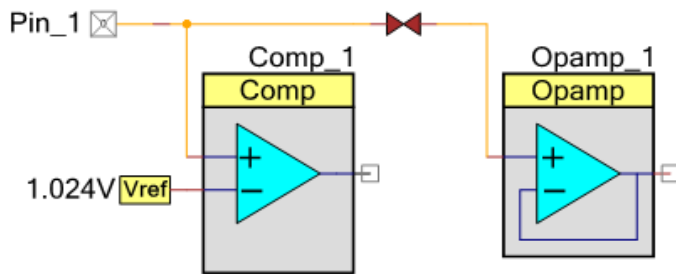 Pin_1
Comp_1
Comp
+
−
1.024V Vref
Opamp_1
Opamp
+
−